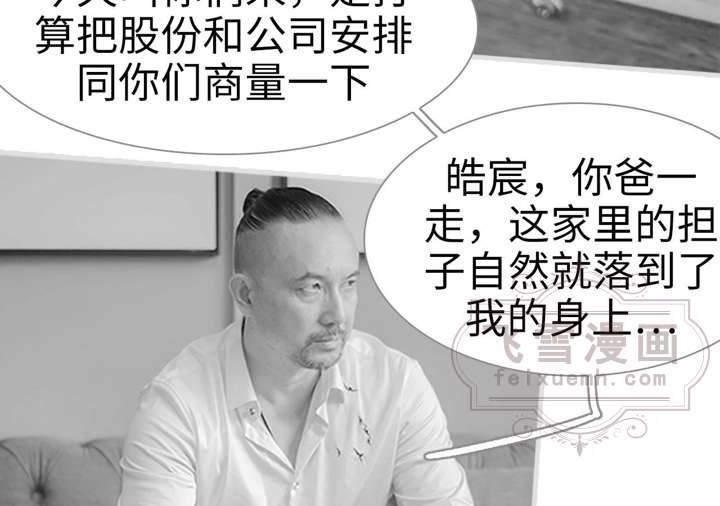 算把股份和公司安排
同你们商量一下
皓宸，你爸一
走，这家里的担
子自然就落到了
我的身上...
飞雪漫画
feixuemh.com